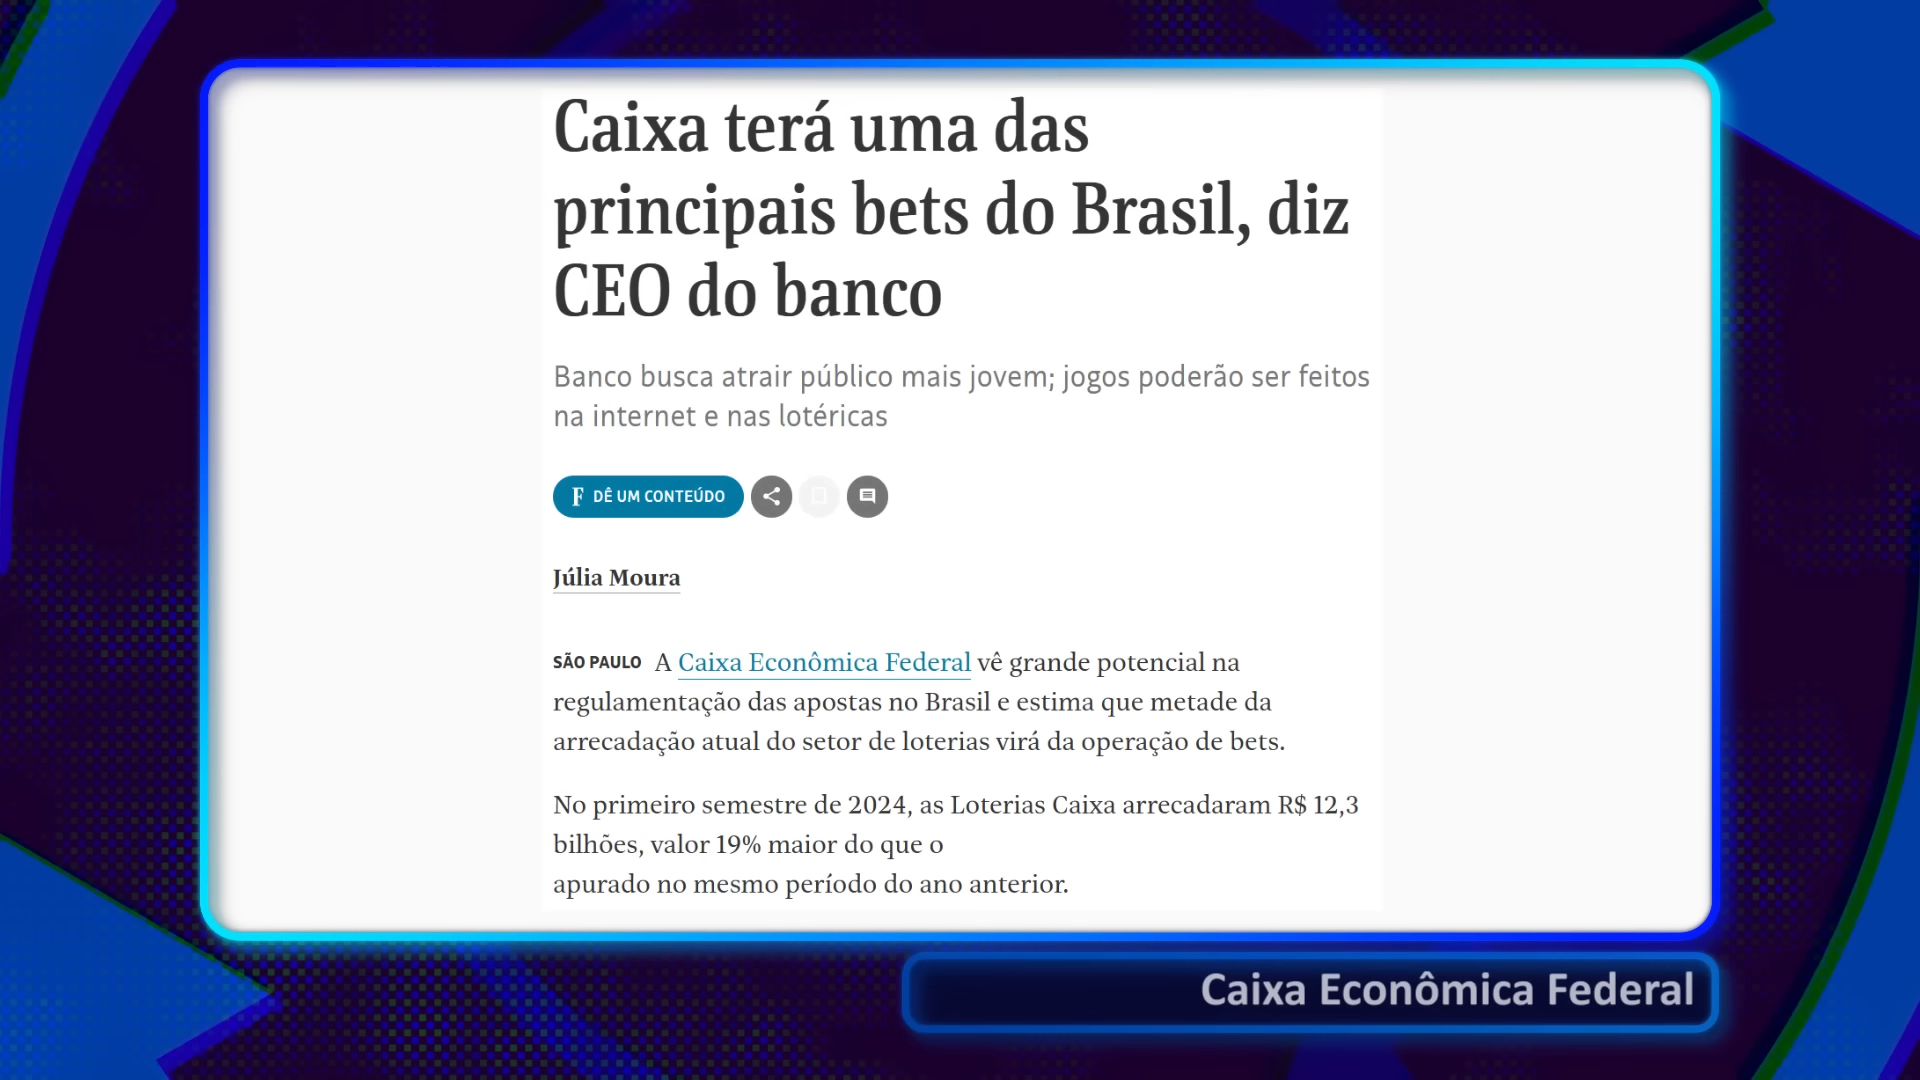 Caixa terá uma das
principais bets do Brasil, diz
CEO do banco
Banco busca atrair público mais jovem; jogos poderão ser feitos
na internet e nas lotéricas
F DÊ UM CONTEÚDO
Júlia Moura
SÃO PAULO A Caixa Econômica Federal vê grande potencial na
regulamentação das apostas no Brasil e estima que metade da
arrecadação atual do setor de loterias virá da operação de bets.
No primeiro semestre de 2024, as Loterias Caixa arrecadaram R$ 12,3
bilhões, valor 19% maior do que o
apurado no mesmo período do ano anterior.
Caixa Econômica Federal